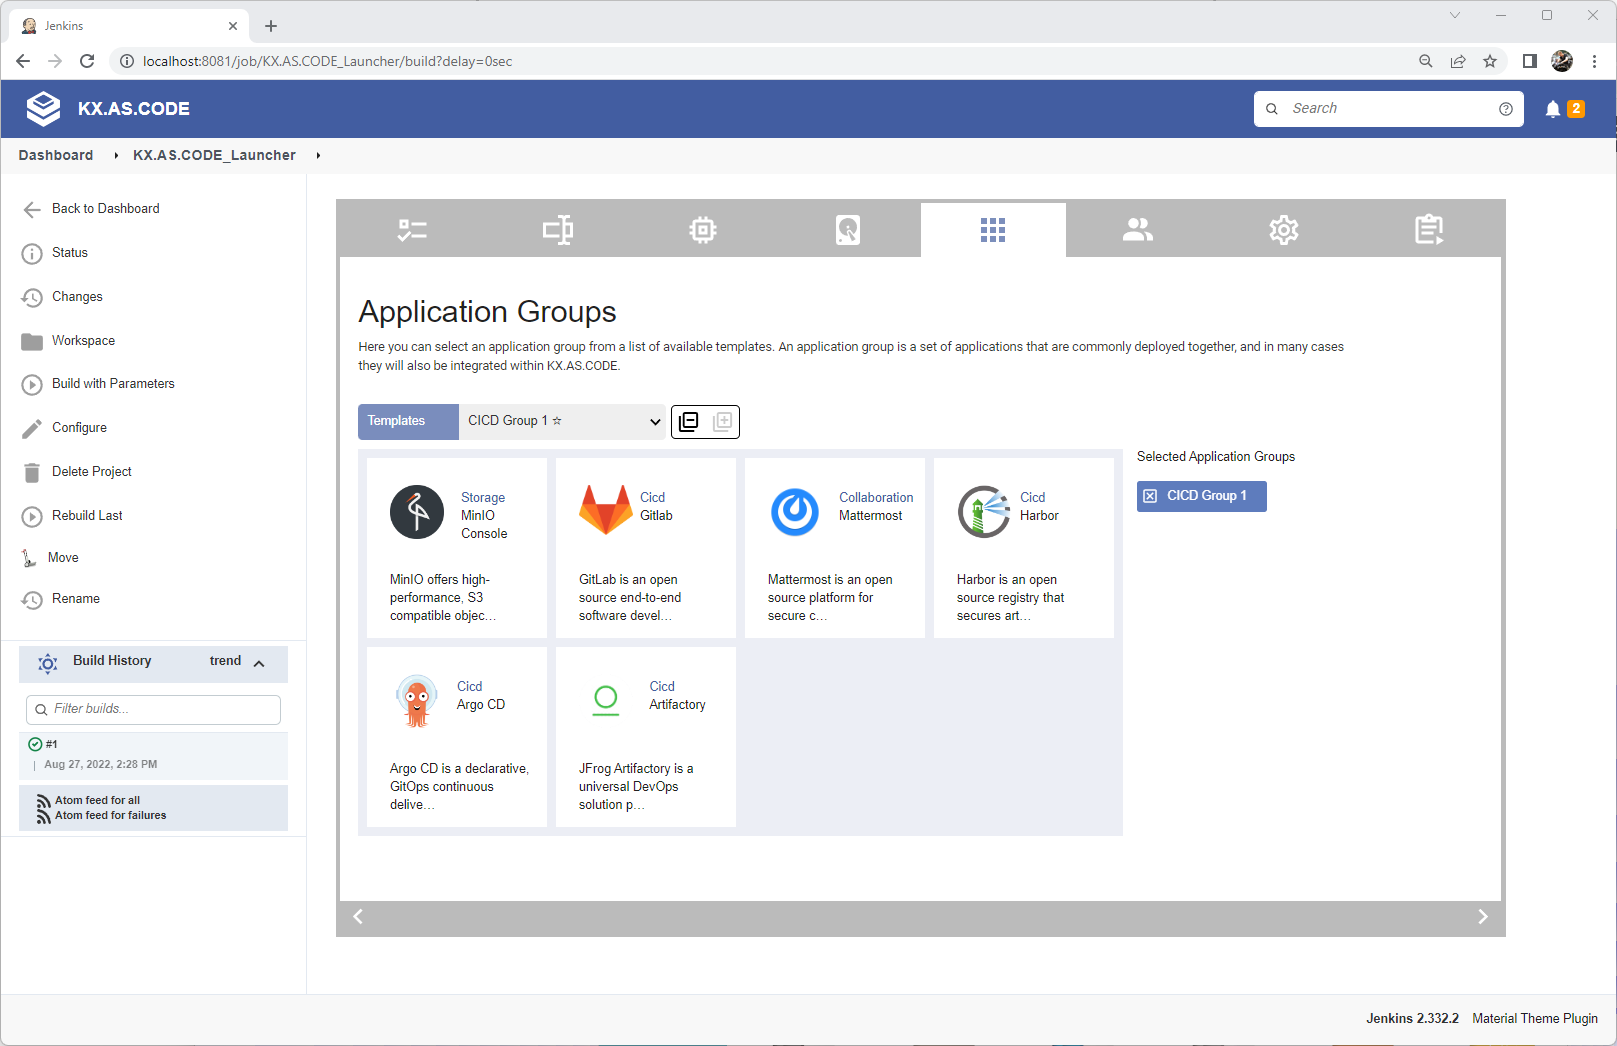 Jenkins
localhost:8081/job/KX.AS.CODE_Launcher/build?delay=0sec
KX.AS.CODE
Search
2
Dashboard
KX.AS.CODE_Launcher
Back to Dashboard
Status
Changes
Workspace
Build with Parameters
Configure
Delete Project
Rebuild Last
Move
Rename
Build History
trend
Filter builds...
#1
Aug 27, 2022, 2:28 PM
Atom feed for all
Atom feed for failures
Application Groups
Here you can select an application group from a list of available templates. An application group is a set of applications that are commonly deployed together, and in many cases
they will also be integrated within KX.AS.CODE.
Templates
CICD Group 1 ☆
Selected Application Groups
CICD Group 1
Storage
MinIO
Console
MinIO offers high-
performance, S3
compatible objec…
Cicd
Gitlab
GitLab is an open
source end-to-end
software devel…
Collaboration
Mattermost
Mattermost is an open
source platform for
secure c…
Cicd
Harbor
Harbor is an open
source registry that
secures art…
Cicd
Argo CD
Argo CD is a declarative,
GitOps continuous
delive…
Cicd
Artifactory
JFrog Artifactory is a
universal DevOps
solution p…
Jenkins 2.332.2
Material Theme Plugin